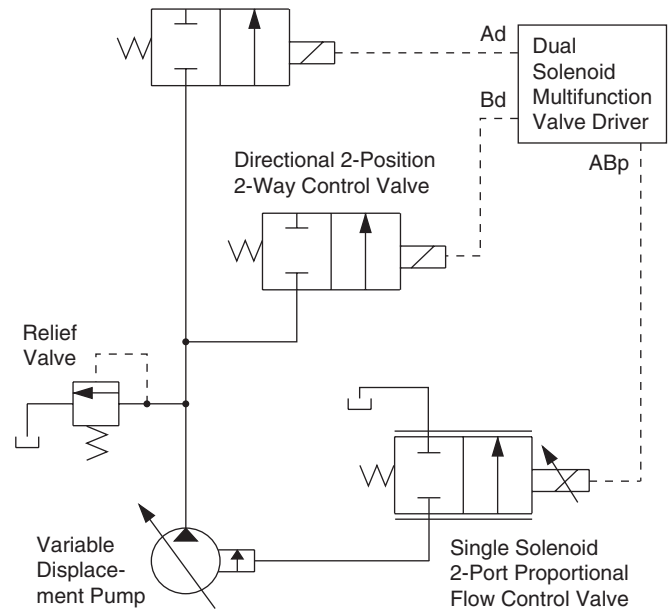 Ad
Bd
Dual
Solenoid
Multifunction
Valve Driver
ABp
Directional 2-Position
2-Way Control Valve
Relief
Valve
Variable
Displace-
ment Pump
Single Solenoid
2-Port Proportional
Flow Control Valve